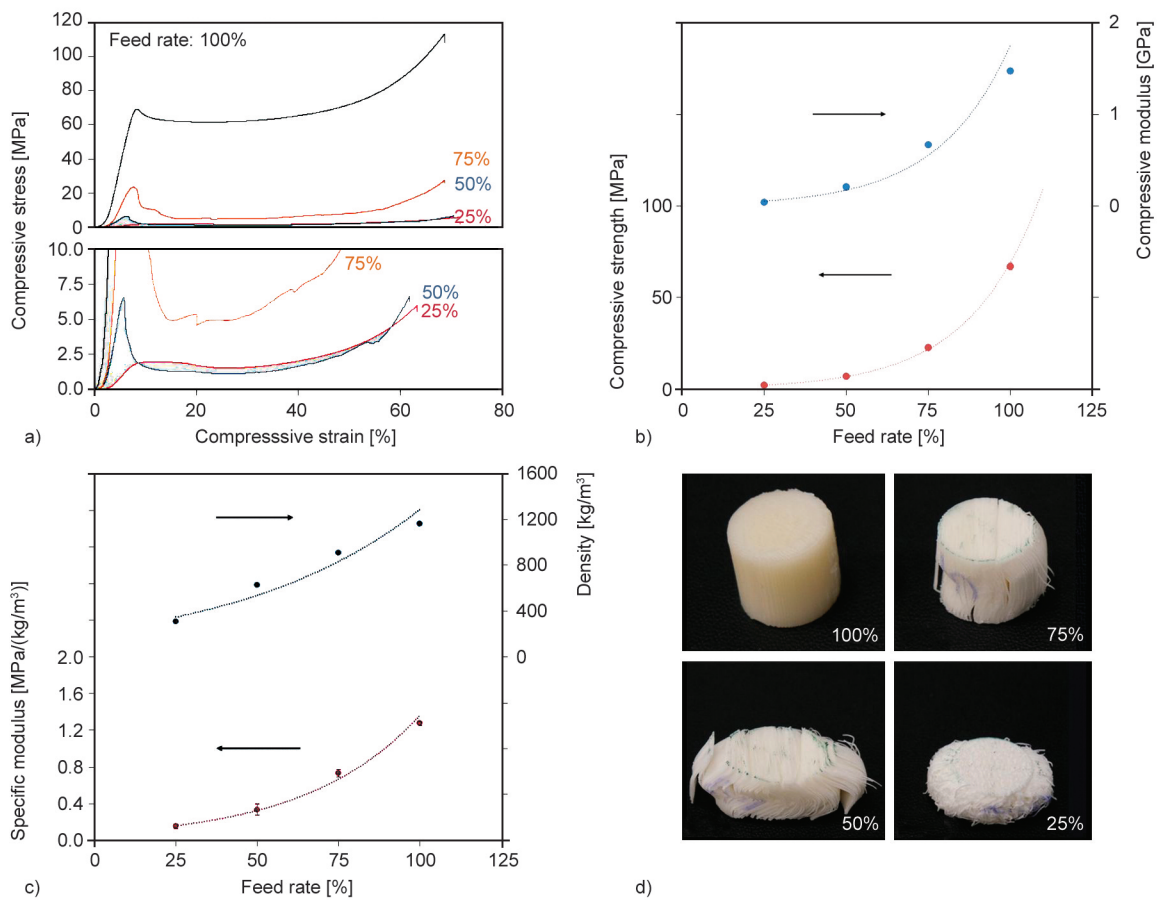 120
100
80
60
40
20
0
Feed rate: 100%
75%
50%
25%
10.0
7.5
5.0
2.5
0.0
75%
50%
25%
0 20 40 60 80
Compressive stress [MPa]
Compresssive strain [%]
a)
2
1
0
Compressive modulus [GPa]
100
50
0
Compressive strength [MPa]
0 25 50 75 100 125
Feed rate [%]
b)
1600
1200
800
400
0
Density [kg/m3]
2.0
1.6
1.2
0.8
0.4
0.0
Specific modulus [MPa/(kg/m3)]
0 25 50 75 100 125
Feed rate [%]
c)
100%
75%
50%
25%
d)